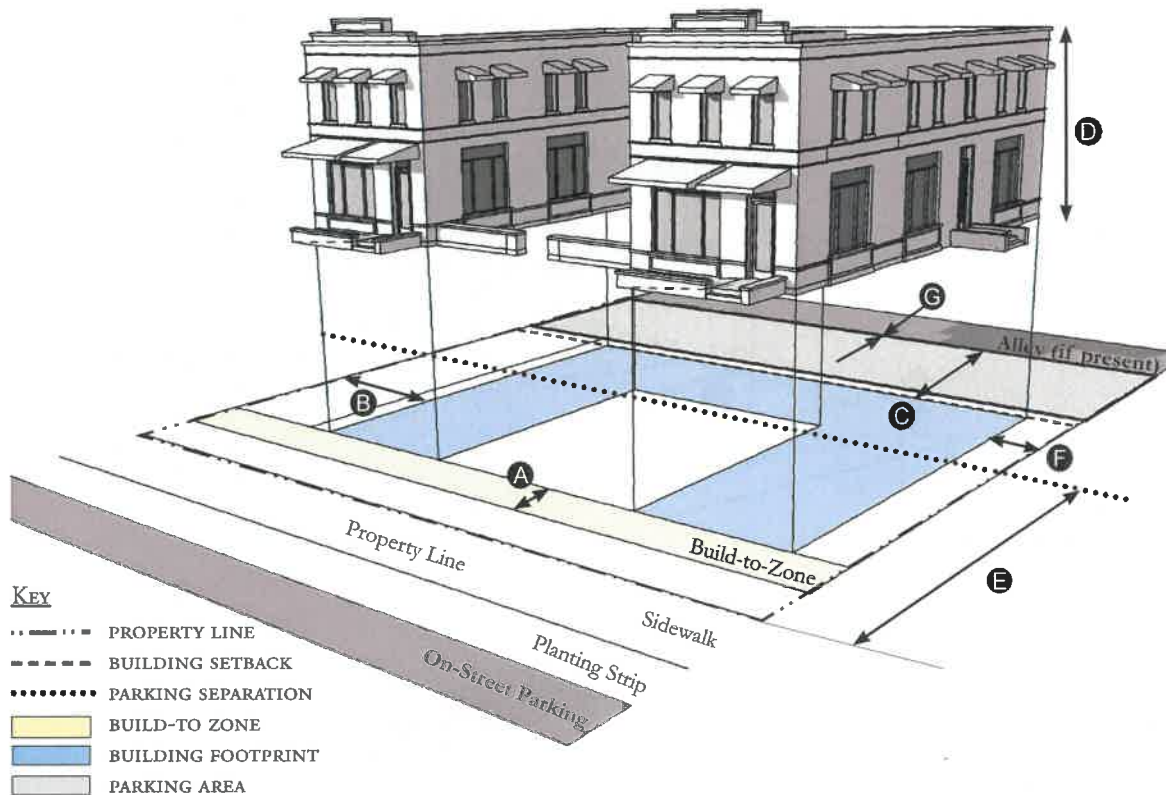 D
G
Alley (if present)
B
C
F
A
Build-to-Zone
Property Line
E
Sidewalk
Planting Strip
On-Street Parking
KEY
PROPERTY LINE
BUILDING SETBACK
PARKING SEPARATION
BUILD-TO ZONE
BUILDING FOOTPRINT
PARKING AREA